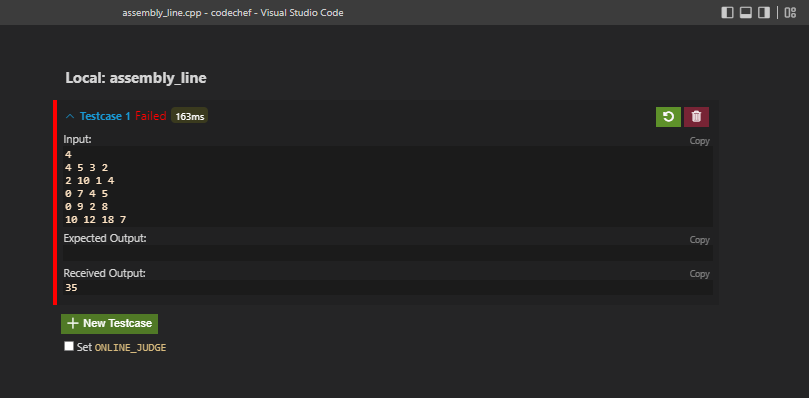 assembly_line.cpp - codechef - Visual Studio Code
Local: assembly_line
Testcase 1 Failed 163ms
Input:
Copy
4
4 5 3 2
2 10 1 4
0 7 4 5
0 9 2 8
10 12 18 7
Expected Output:
Copy
Received Output:
Copy
35
+ New Testcase
Set ONLINE_JUDGE